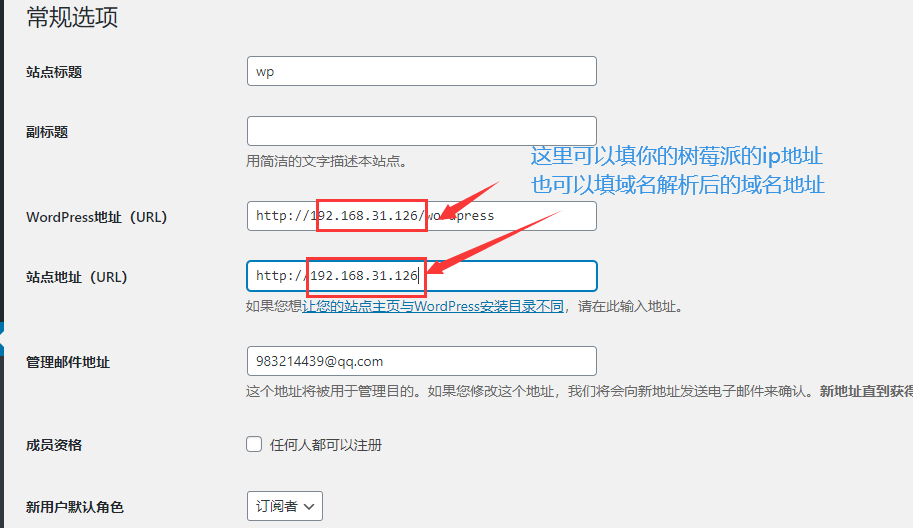 常规选项
站点标题
wp
副标题
用简洁的文字描述本站点。
这里可以填你的树莓派的ip地址
也可以填域名解析后的域名地址
WordPress地址（URL）
http://192.168.31.126/wordpress
站点地址（URL）
http://192.168.31.126
如果您想让您的站点主页与WordPress安装目录不同，请在此输入地址。
管理邮件地址
983214439@qq.com
这个地址将被用于管理目的。如果您修改这个地址，我们将会向新地址发送电子邮件来确认。新地址直到获得
成员资格
任何人都可以注册
新用户默认角色
订阅者